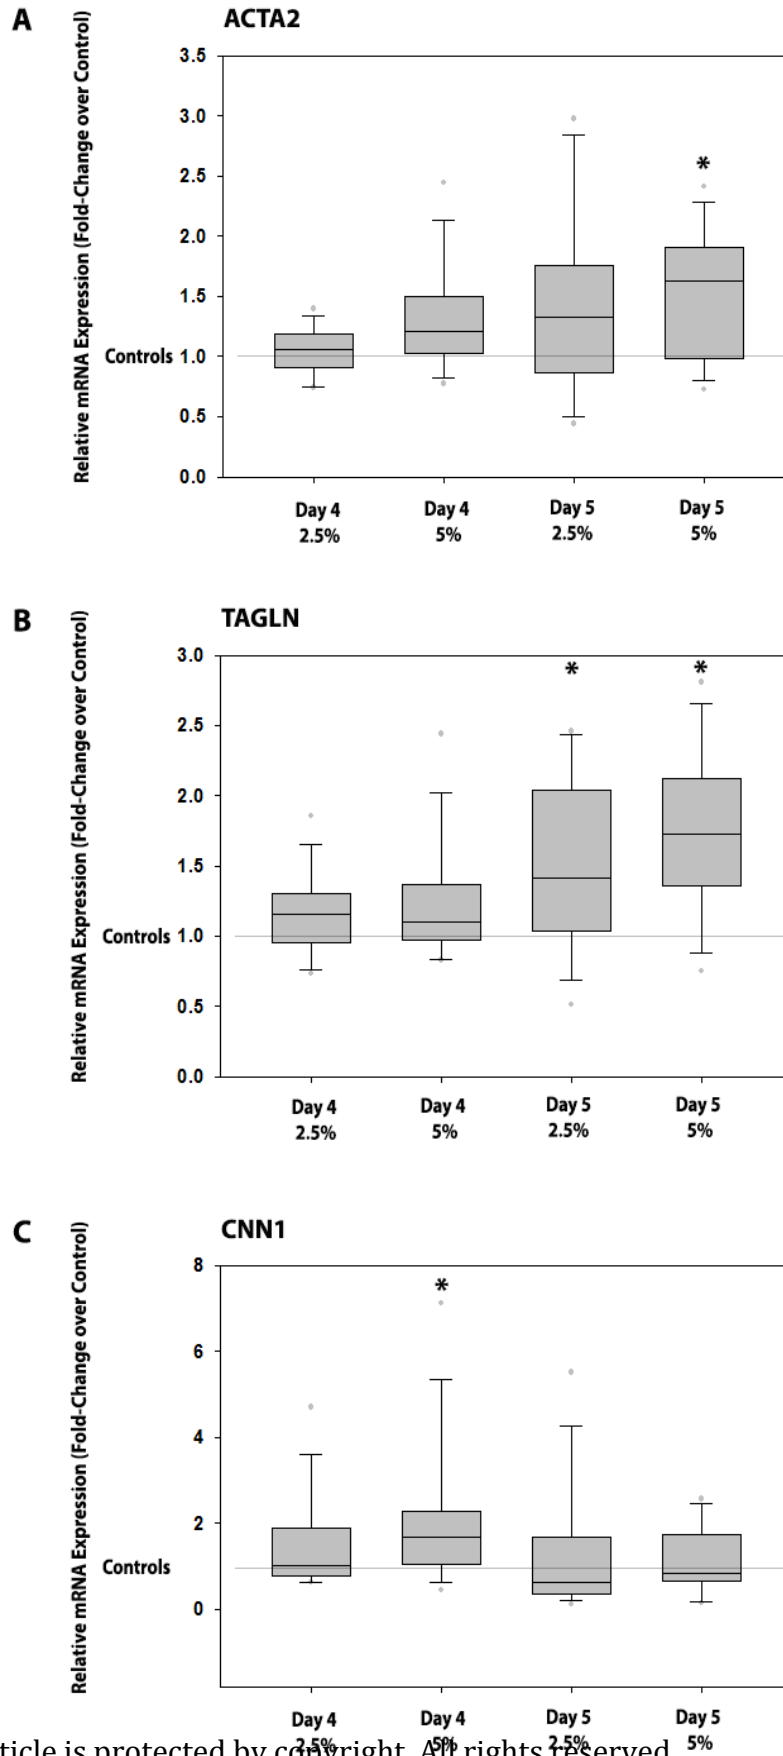 A
ACTA2
Relative mRNA Expression (Fold-Change over Control)
3.5
3.0
2.5
*
2.0
1.5
Controls 1.0
0.5
0.0
Day 4 Day 4 Day 5 Day 5
2.5% 5% 2.5% 5%
B
TAGLN
Relative mRNA Expression (Fold-Change over Control)
3.0
* *
2.5
2.0
1.5
Controls 1.0
0.5
0.0
Day 4 Day 4 Day 5 Day 5
2.5% 5% 2.5% 5%
C
CNN1
Relative mRNA Expression (Fold-Change over Control)
8
*
6
4
2
Controls
0
Day 4 Day 4 Day 5 Day 5
2.5% 5% 2.5% 5%
ticle is protected by copyright. All rights reserved